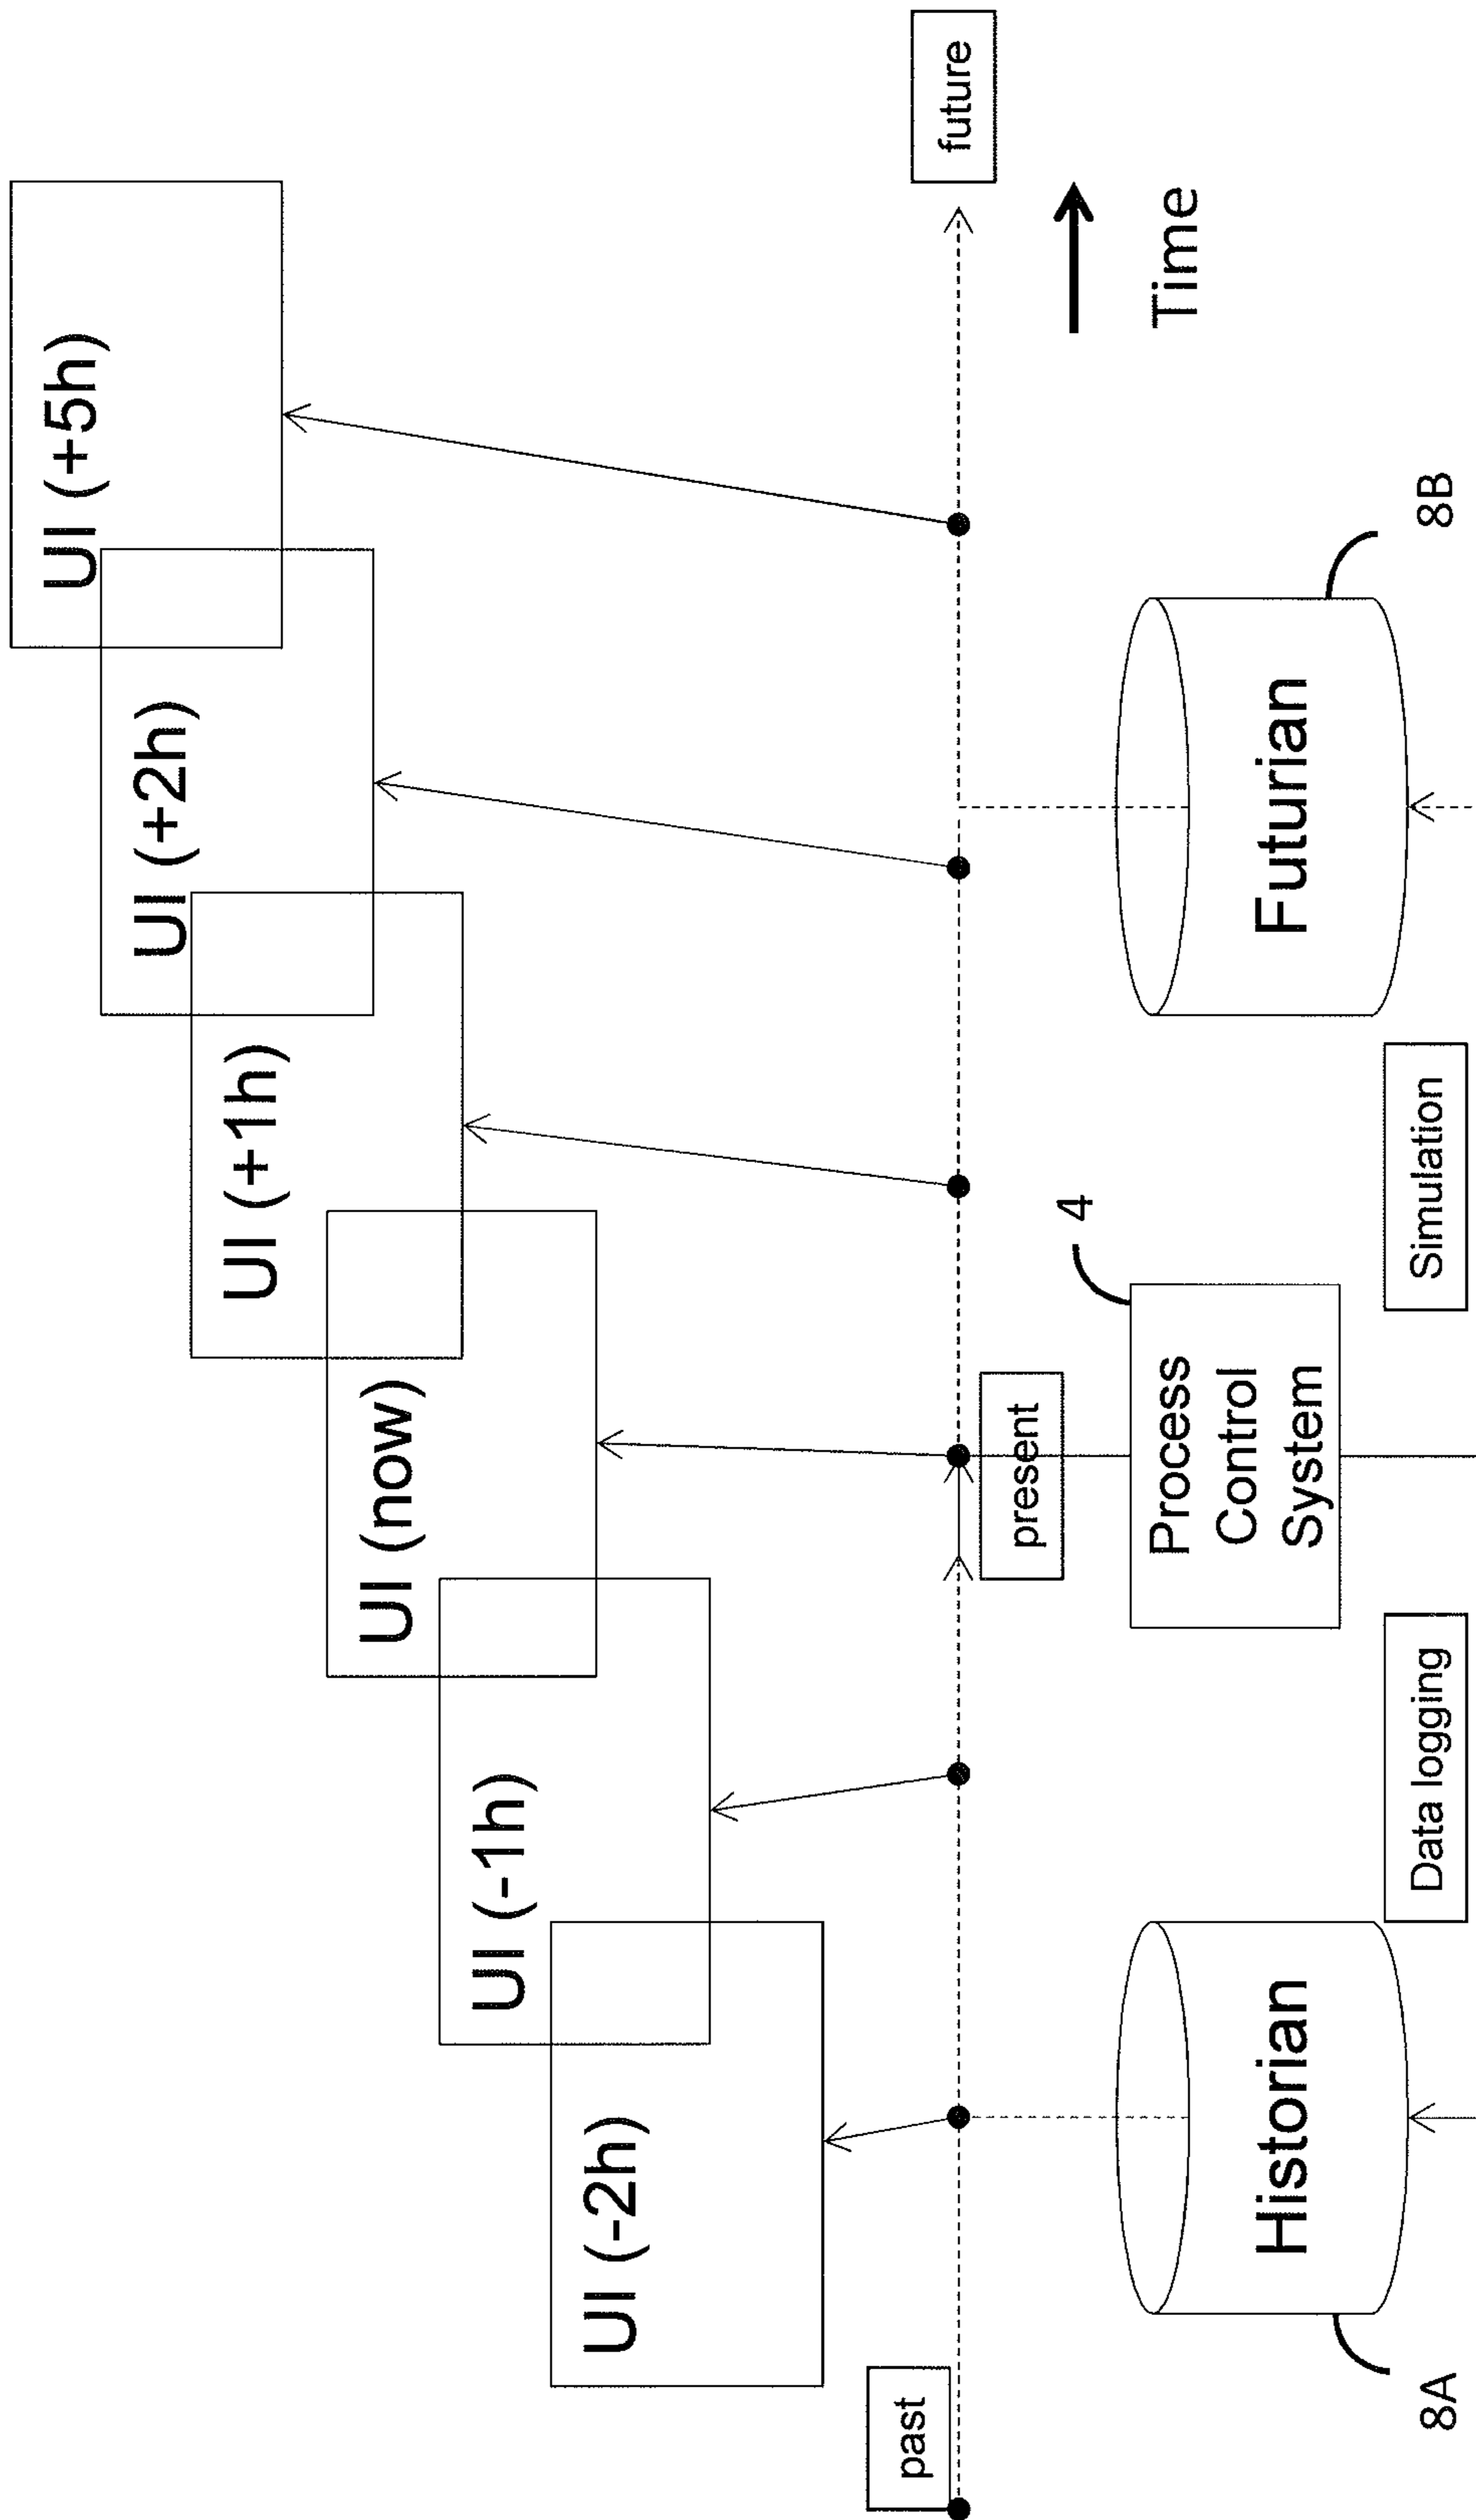 UI (+5h)
UI (+2h)
UI (+1h)
UI (now)
UI (-1h)
UI (-2h)
past
future
present
Time
4
Historian
Process
Control
System
Futurian
8A
Data logging
Simulation
8B